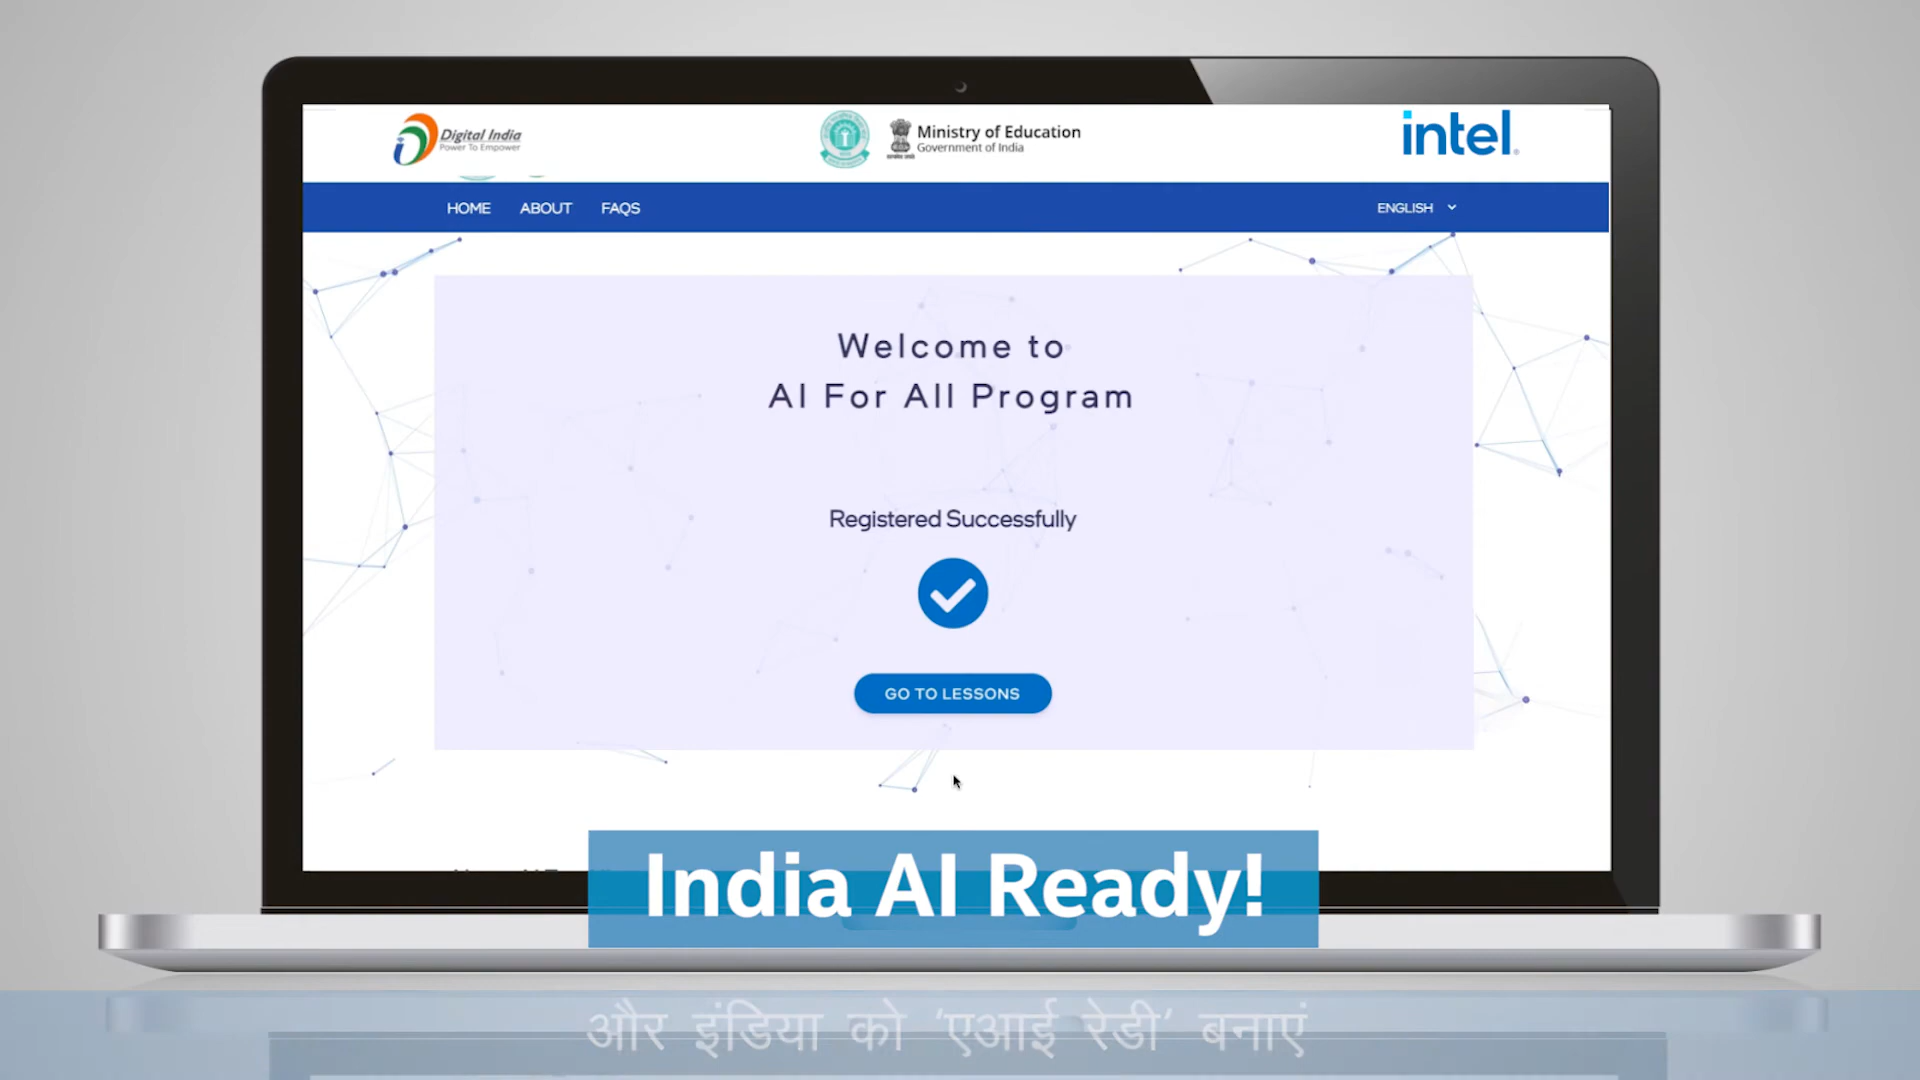 Digital India
Power To Empower
Ministry of Education
Government of India
intel
HOME ABOUT FAQS
ENGLISH
Welcome to
AI For All Program
Registered Successfully
GO TO LESSONS
India AI Ready!
और इंडिया को ‘एआई रेडी’ बनाएं